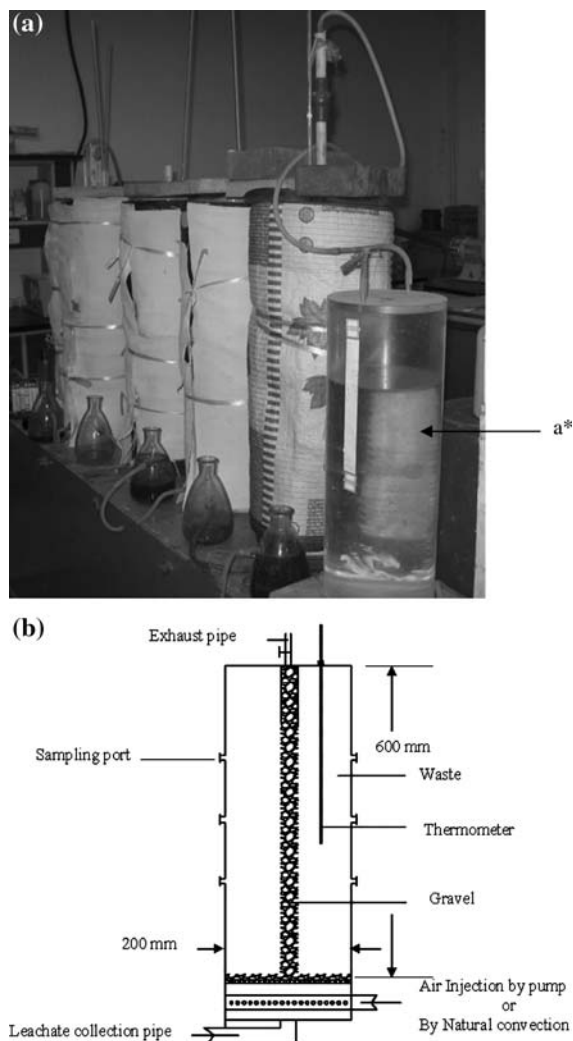 (a)
a*
(b)
Exhaust pipe
600 mm
Sampling port
Waste
Thermometer
Gravel
200 mm
Air Injection by pump
or
By Natural convection
Leachate collection pipe